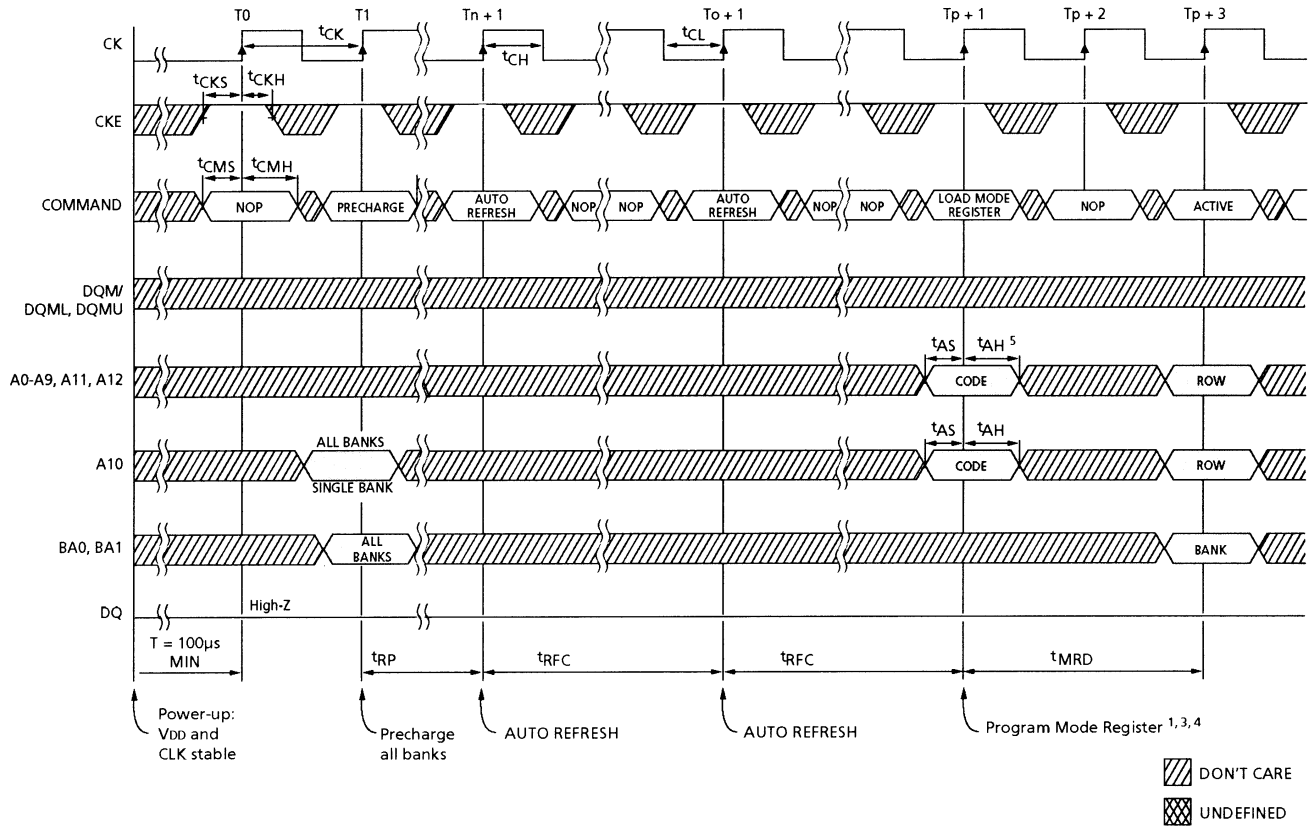 T0 T1 Tn + 1 To + 1 Tp + 1 Tp + 2 Tp + 3
CK
tCK
tCH
tCL
tCKS tCKH
CKE
tCMS tCMH
COMMAND
NOP PRECHARGE AUTO REFRESH NOP NOP AUTO REFRESH NOP NOP LOAD MODE REGISTER NOP ACTIVE
DQM/
DQML, DQMU
tAS tAH 5
A0-A9, A11, A12
CODE ROW
ALL BANKS
tAS tAH
A10
CODE ROW
SINGLE BANK
BA0, BA1
ALL BANKS
BANK
DQ
High-Z
T = 100µs
MIN
tRP tRFC tRFC tMRD
Power-up:
VDD and
CLK stable
Precharge
all banks
AUTO REFRESH
AUTO REFRESH
Program Mode Register 1, 3, 4
DON'T CARE
UNDEFINED